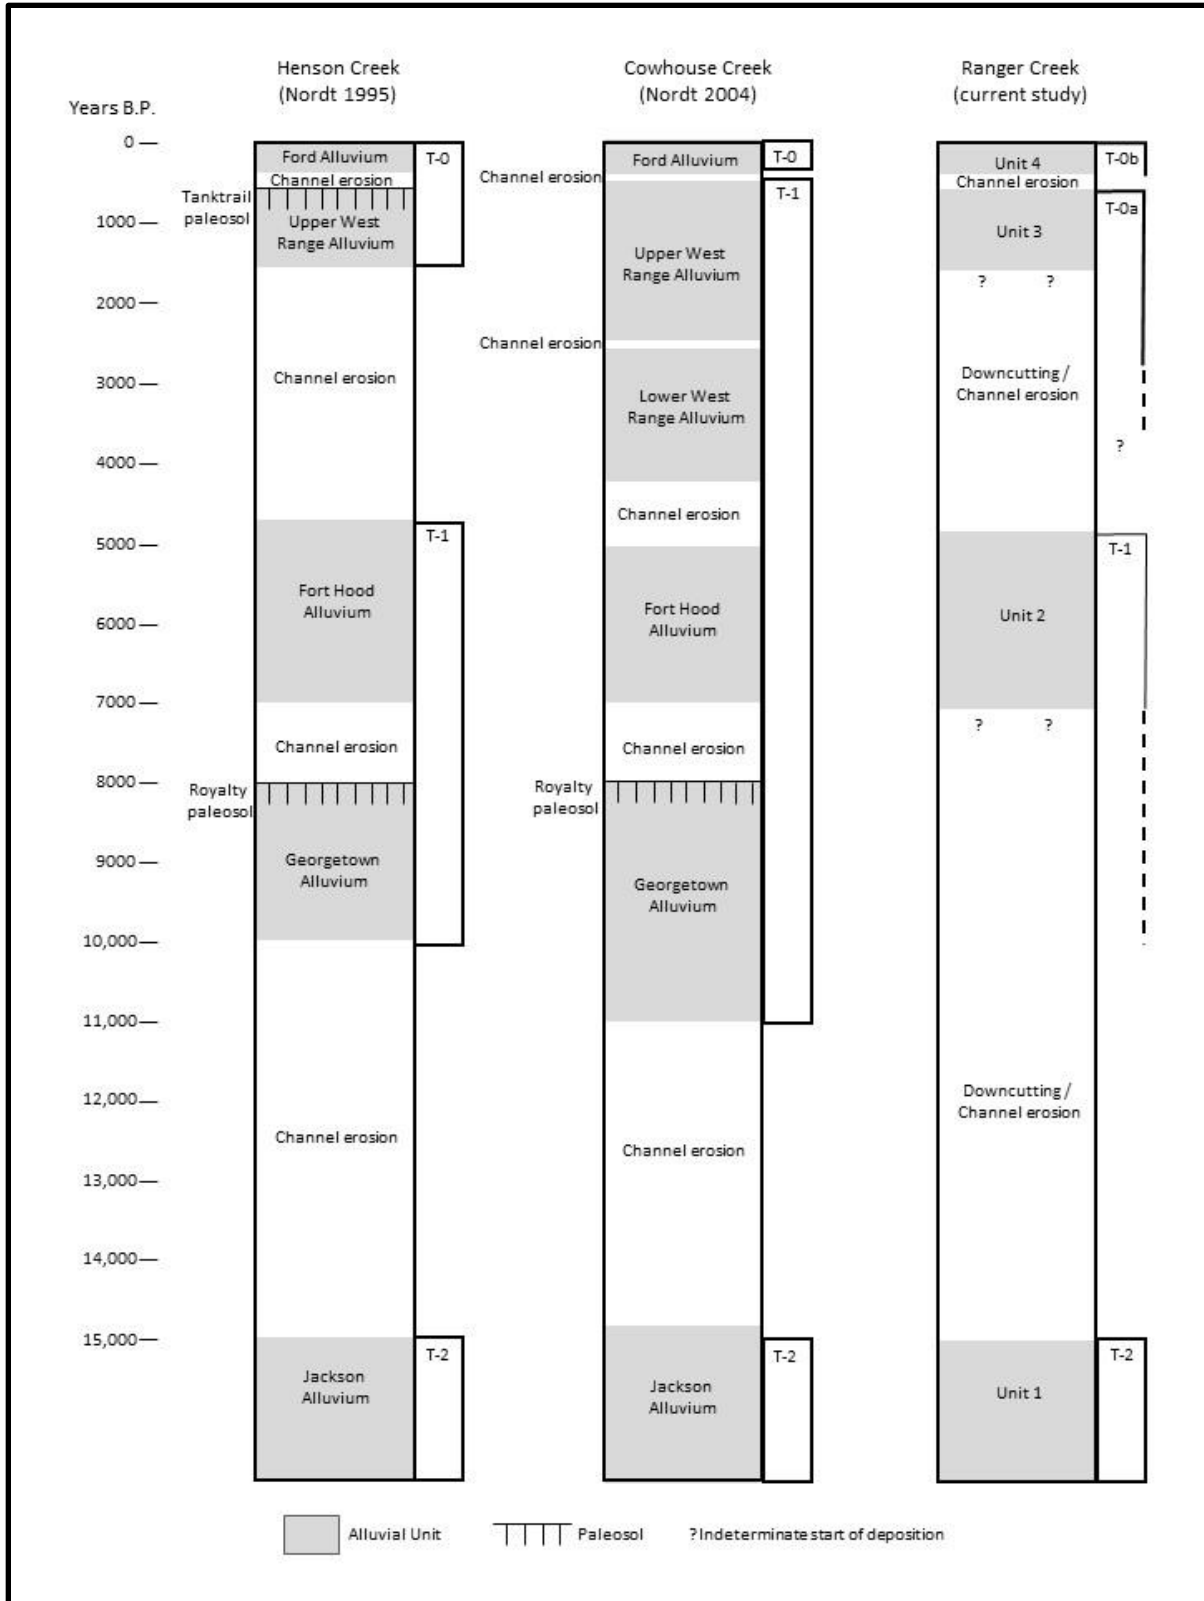 Henson Creek
(Nordt 1995)
Cowhouse Creek
(Nordt 2004)
Ranger Creek
(current study)
Years B.P.
0
1000
2000
3000
4000
5000
6000
7000
8000
9000
10,000
11,000
12,000
13,000
14,000
15,000
Ford Alluvium
T-0
Channel erosion
Tanktrail
paleosol
Upper West
Range Alluvium
Channel erosion
T-1
Fort Hood
Alluvium
Channel erosion
Royalty
paleosol
Georgetown
Alluvium
Channel erosion
T-2
Jackson
Alluvium
Ford Alluvium
T-0
Channel erosion
T-1
Upper West
Range Alluvium
Channel erosion
Lower West
Range Alluvium
Channel erosion
Fort Hood
Alluvium
Channel erosion
Royalty
paleosol
Georgetown
Alluvium
Channel erosion
T-2
Jackson
Alluvium
Unit 4
T-0b
Channel erosion
T-0a
Unit 3
? ?
Downcutting /
Channel erosion
?
T-1
Unit 2
? ?
Downcutting /
Channel erosion
T-2
Unit 1
Alluvial Unit
Paleosol
? Indeterminate start of deposition